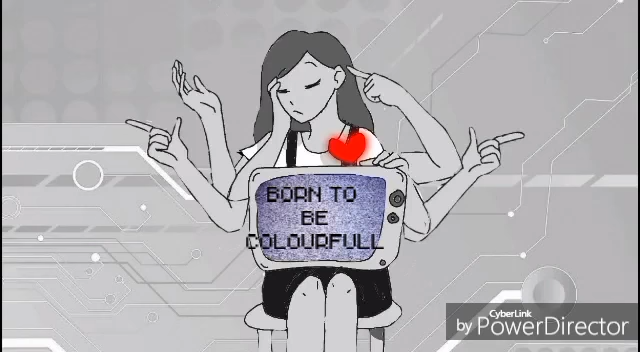 BORN TO
BE
COLOURFULL
CyberLink
by PowerDirector